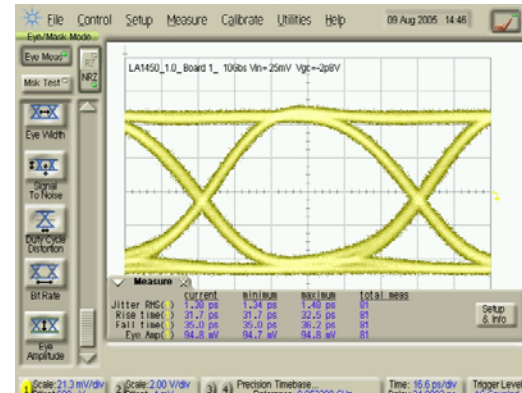 File Control Setup Measure Calibrate Utilities Help 09 Aug 2005 14:46
Eye/Mask Mode
Eye Meas
RZ
NRZ
Msk Test
LA1450_1.0_ Board 1_ 10Gbs Vin=25mV Vgc=-2p8V
Eye Width
Signal
To Noise
Duty Cycle
Distortion
Bit Rate
Eye
Amplitude
Measure
current minimum maximum total meas
Jitter RMS( ) 1.38 ps 1.34 ps 1.40 ps 81
Rise time( ) 31.7 ps 31.7 ps 32.5 ps 81
Fall time( ) 35.0 ps 35.0 ps 36.2 ps 81
Eye Amp( ) 94.8 mV 94.7 mV 94.8 mV 81
Setup
& Info
1 Scale:21.3 mV/div 2 Scale:2.00 V/div 3 4 Precision Timebase... Time: 16.6 ps/div Trigger Level